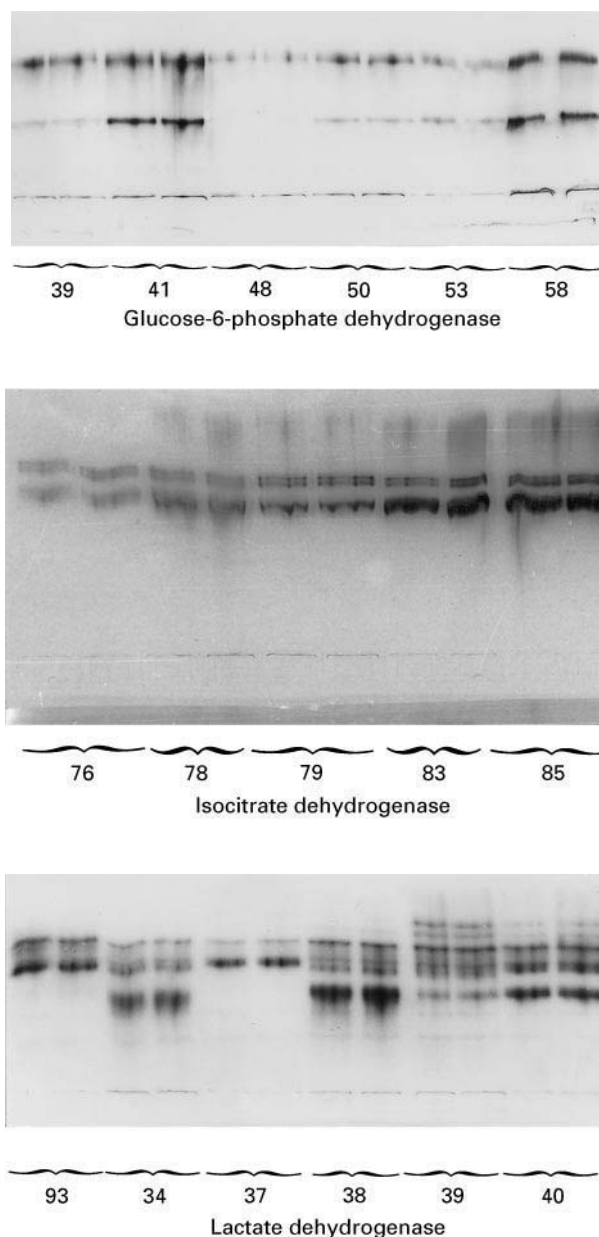 39 41 48 50 53 58
Glucose-6-phosphate dehydrogenase
76 78 79 83 85
Isocitrate dehydrogenase
93 34 37 38 39 40
Lactate dehydrogenase